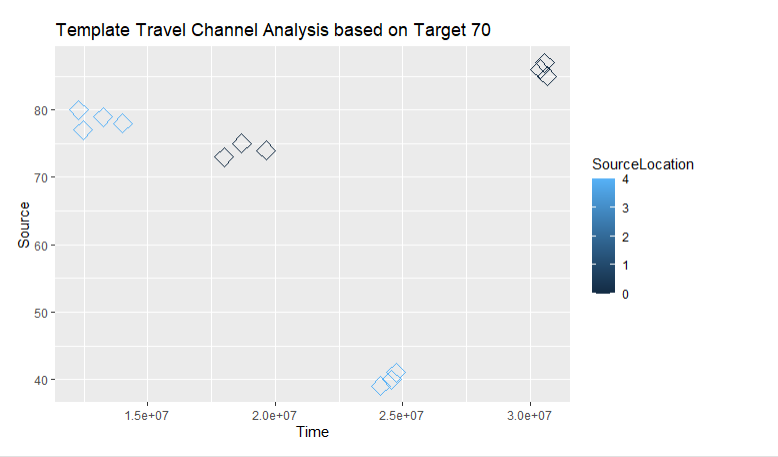 Template Travel Channel Analysis based on Target 70
80
70
60
50
40
Source
1.5e+07 2.0e+07 2.5e+07 3.0e+07
Time
SourceLocation
4
3
2
1
0